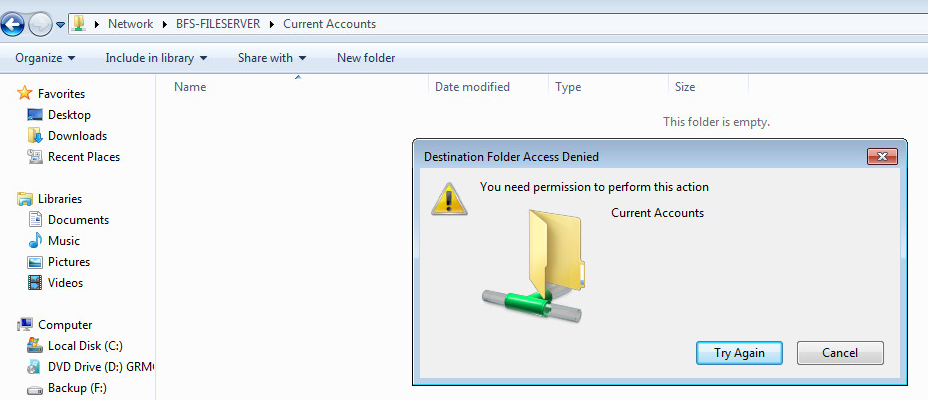 Network ▸ BFS-FILESERVER ▸ Current Accounts
Organize Include in library Share with New folder
Favorites
Desktop
Downloads
Recent Places
Libraries
Documents
Music
Pictures
Videos
Computer
Local Disk (C:)
DVD Drive (D:)
Backup (F:)
Name Date modified Type Size
This folder is empty.
Destination Folder Access Denied
You need permission to perform this action
Current Accounts
Try Again Cancel